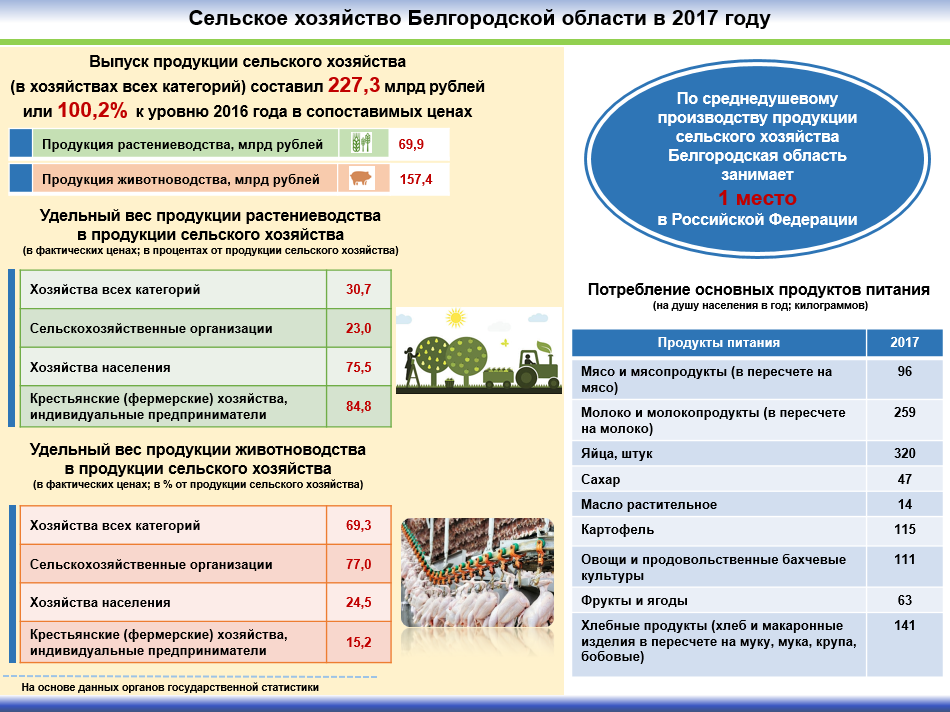 Сельское хозяйство Белгородской области в 2017 году
Выпуск продукции сельского хозяйства
(в хозяйствах всех категорий) составил 227,3 млрд рублей
или 100,2% к уровню 2016 года в сопоставимых ценах
Продукция растениеводства, млрд рублей 69,9
Продукция животноводства, млрд рублей 157,4
Удельный вес продукции растениеводства
в продукции сельского хозяйства
(в фактических ценах; в процентах от продукции сельского хозяйства)
Хозяйства всех категорий 30,7
Сельскохозяйственные организации 23,0
Хозяйства населения 75,5
Крестьянские (фермерские) хозяйства,
индивидуальные предприниматели 84,8
Удельный вес продукции животноводства
в продукции сельского хозяйства
(в фактических ценах; в % от продукции сельского хозяйства)
Хозяйства всех категорий 69,3
Сельскохозяйственные организации 77,0
Хозяйства населения 24,5
Крестьянские (фермерские) хозяйства,
индивидуальные предприниматели 15,2
На основе данных органов государственной статистики
По среднедушевому
производству продукции
сельского хозяйства
Белгородская область
занимает
1 место
в Российской Федерации
Потребление основных продуктов питания
(на душу населения в год; килограммов)
Продукты питания 2017
Мясо и мясопродукты (в пересчете на 96
мясо)
Молоко и молокопродукты (в пересчете 259
на молоко)
Яйца, штук 320
Сахар 47
Масло растительное 14
Картофель 115
Овощи и продовольственные бахчевые 111
культуры
Фрукты и ягоды 63
Хлебные продукты (хлеб и макаронные 141
изделия в пересчете на муку, мука, крупа,
бобовые)